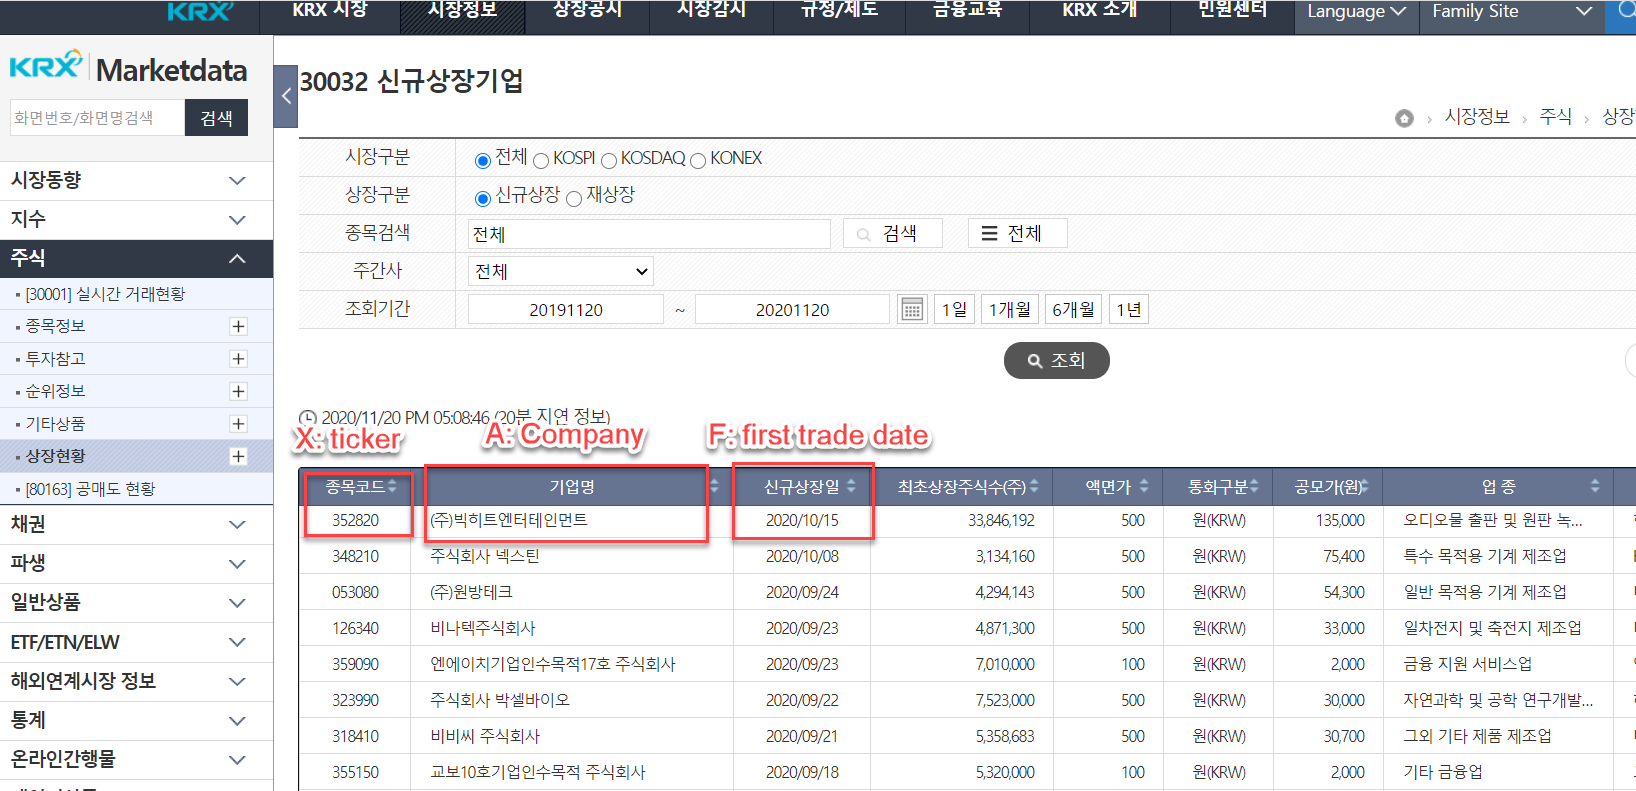 KRX KRX 시장 시장정보 상장공시 시장감시 규정/제도 금융교육 KRX 소개 민원센터 Language Family Site
KRX Marketdata
화면번호/화면명검색 검색
시장동향
지수
주식
[30001] 실시간 거래현황
종목정보
투자참고
순위정보
기타상품
상장현황
[80163] 공매도 현황
채권
파생
일반상품
ETF/ETN/ELW
해외연계시장 정보
통계
온라인간행물
30032 신규상장기업
시장정보 › 주식 › 상장
시장구분 전체 KOSPI KOSDAQ KONEX
상장구분 신규상장 재상장
종목검색 전체 검색 전체
주간사 전체
조회기간 20191120 ~ 20201120 1일 1개월 6개월 1년
조회
2020/11/20 PM 05:08:46 (20분 지연 정보)
X: ticker A: Company F: first trade date
종목코드 기업명 신규상장일 최초상장주식수(주) 액면가 통화구분 공모가(원) 업 종
352820 (주)빅히트엔터테인먼트 2020/10/15 33,846,192 500 원(KRW) 135,000 오디오물 출판 및 원판 녹...
348210 주식회사 넥스틴 2020/10/08 3,134,160 500 원(KRW) 75,400 특수 목적용 기계 제조업
053080 (주)원방테크 2020/09/24 4,294,143 500 원(KRW) 54,300 일반 목적용 기계 제조업
126340 비나텍주식회사 2020/09/23 4,871,300 500 원(KRW) 33,000 일차전지 및 축전지 제조업
359090 엔에이치기업인수목적17호 주식회사 2020/09/23 7,010,000 100 원(KRW) 2,000 금융 지원 서비스업
323990 주식회사 박셀바이오 2020/09/22 7,523,000 500 원(KRW) 30,000 자연과학 및 공학 연구개발...
318410 비비씨 주식회사 2020/09/21 5,358,683 500 원(KRW) 30,700 그외 기타 제품 제조업
355150 교보10호기업인수목적 주식회사 2020/09/18 5,320,000 100 원(KRW) 2,000 기타 금융업